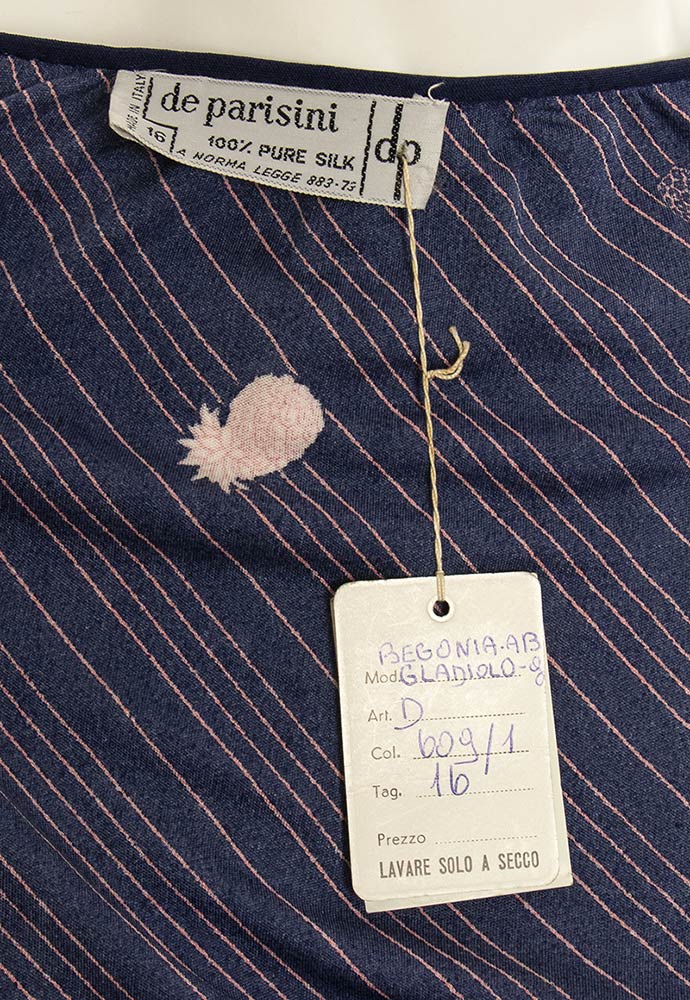 MADE IN ITALY
de parisini
16
100% PURE SILK
A NORMA LEGGE 883-73
dp
BEGONIA.AB
Mod. GLADIOLO-g
Art. D
Col. 609/1
Tag. 16
Prezzo
LAVARE SOLO A SECCO